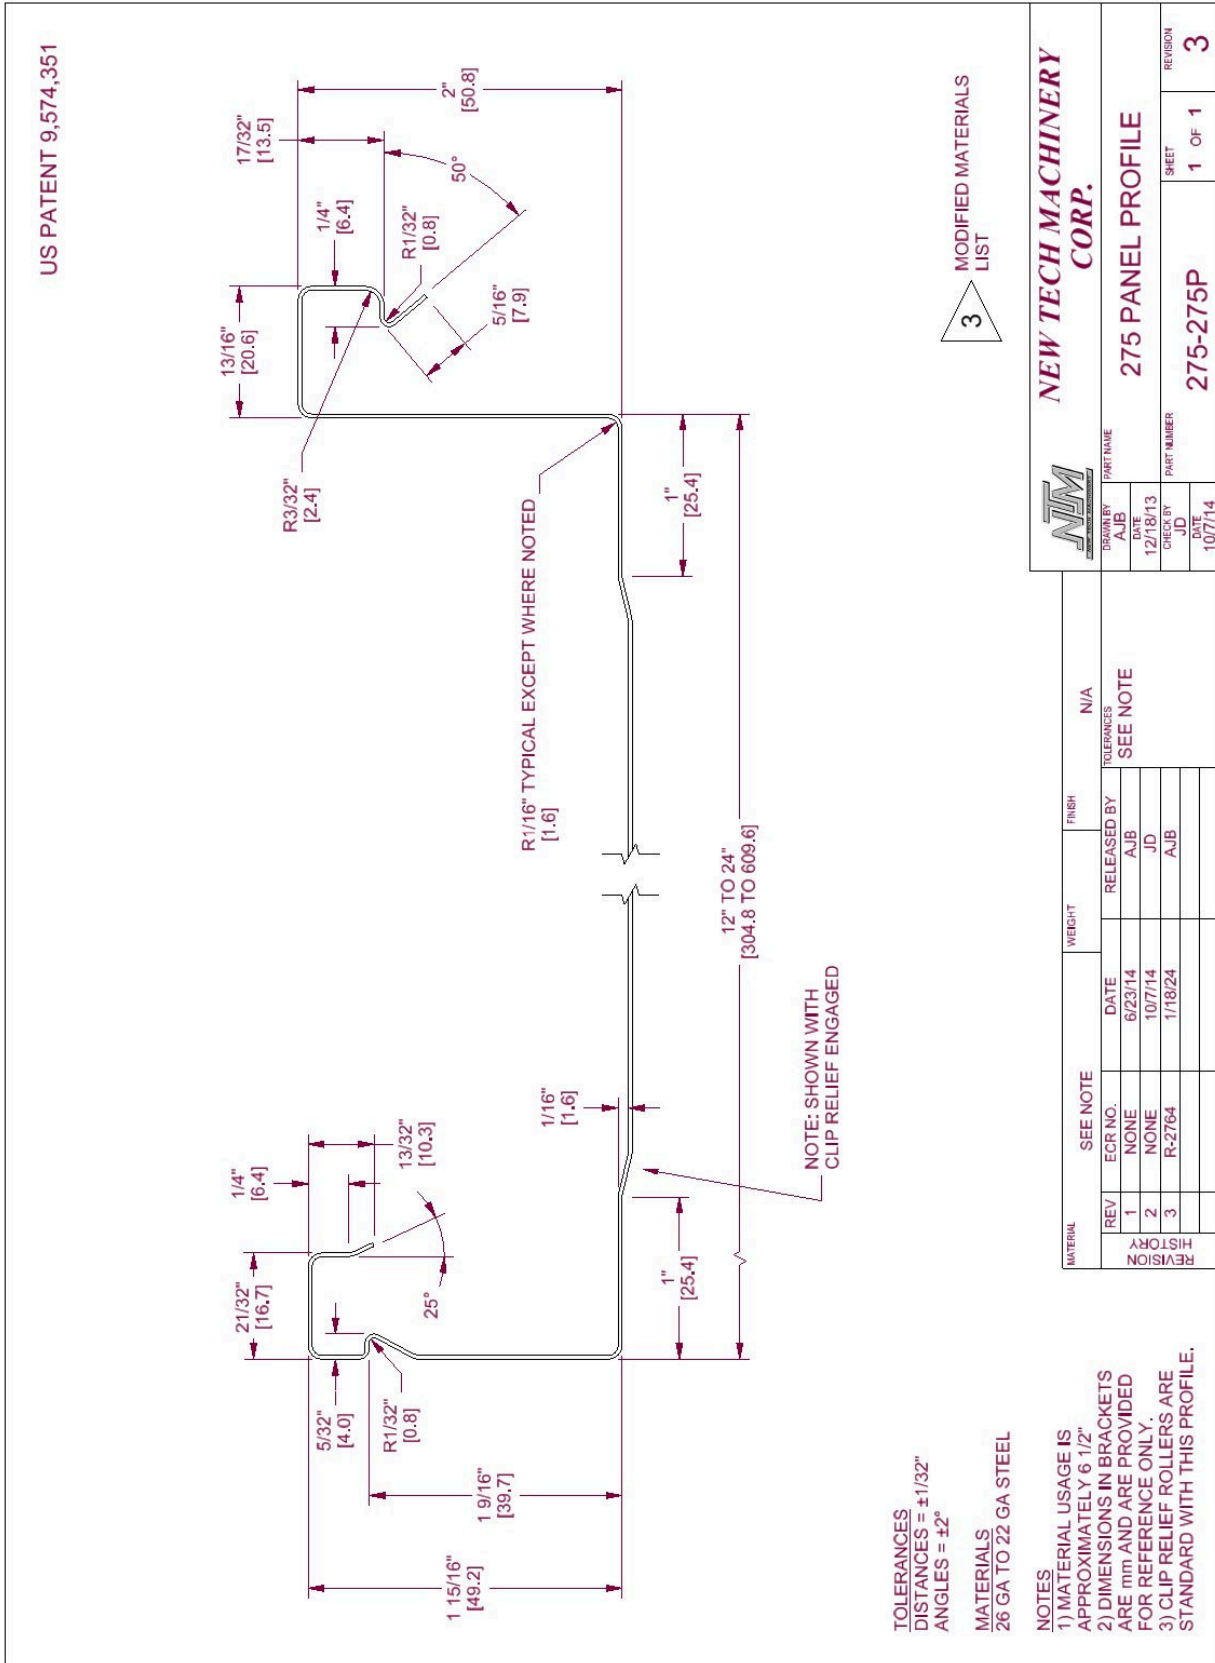 US PATENT 9,574,351
21/32"
[16.7]
1/4"
[6.4]
13/32"
[10.3]
5/32"
[4.0]
R1/32"
[0.8]
25°
1 9/16"
[39.7]
1 15/16"
[49.2]
1"
[25.4]
1/16"
[1.6]
NOTE: SHOWN WITH
CLIP RELIEF ENGAGED
12" TO 24"
[304.8 TO 609.6]
R1/16" TYPICAL EXCEPT WHERE NOTED
[1.6]
1"
[25.4]
R3/32"
[2.4]
13/16"
[20.6]
1/4"
[6.4]
17/32"
[13.5]
R1/32"
[0.8]
5/16"
[7.9]
50°
2"
[50.8]
3
MODIFIED MATERIALS
LIST
TOLERANCES
DISTANCES = ±1/32"
ANGLES = ±2°
MATERIALS
26 GA TO 22 GA STEEL
NOTES
1) MATERIAL USAGE IS
APPROXIMATELY 6 1/2"
2) DIMENSIONS IN BRACKETS
ARE mm AND ARE PROVIDED
FOR REFERENCE ONLY.
3) CLIP RELIEF ROLLERS ARE
STANDARD WITH THIS PROFILE.
MATERIAL
SEE NOTE
WEIGHT
FINISH
N/A
REVISION
HISTORY
REV ECR NO. DATE RELEASED BY
1 NONE 6/23/14 AJB
2 NONE 10/7/14 JD
3 R-2764 1/18/24 AJB
TOLERANCES
SEE NOTE
NTM
NEW TECH MACHINERY
CORP.
DRAWN BY
AJB
DATE
12/18/13
CHECK BY
JD
DATE
10/7/14
PART NAME
275 PANEL PROFILE
PART NUMBER
275-275P
SHEET
1 OF 1
REVISION
3